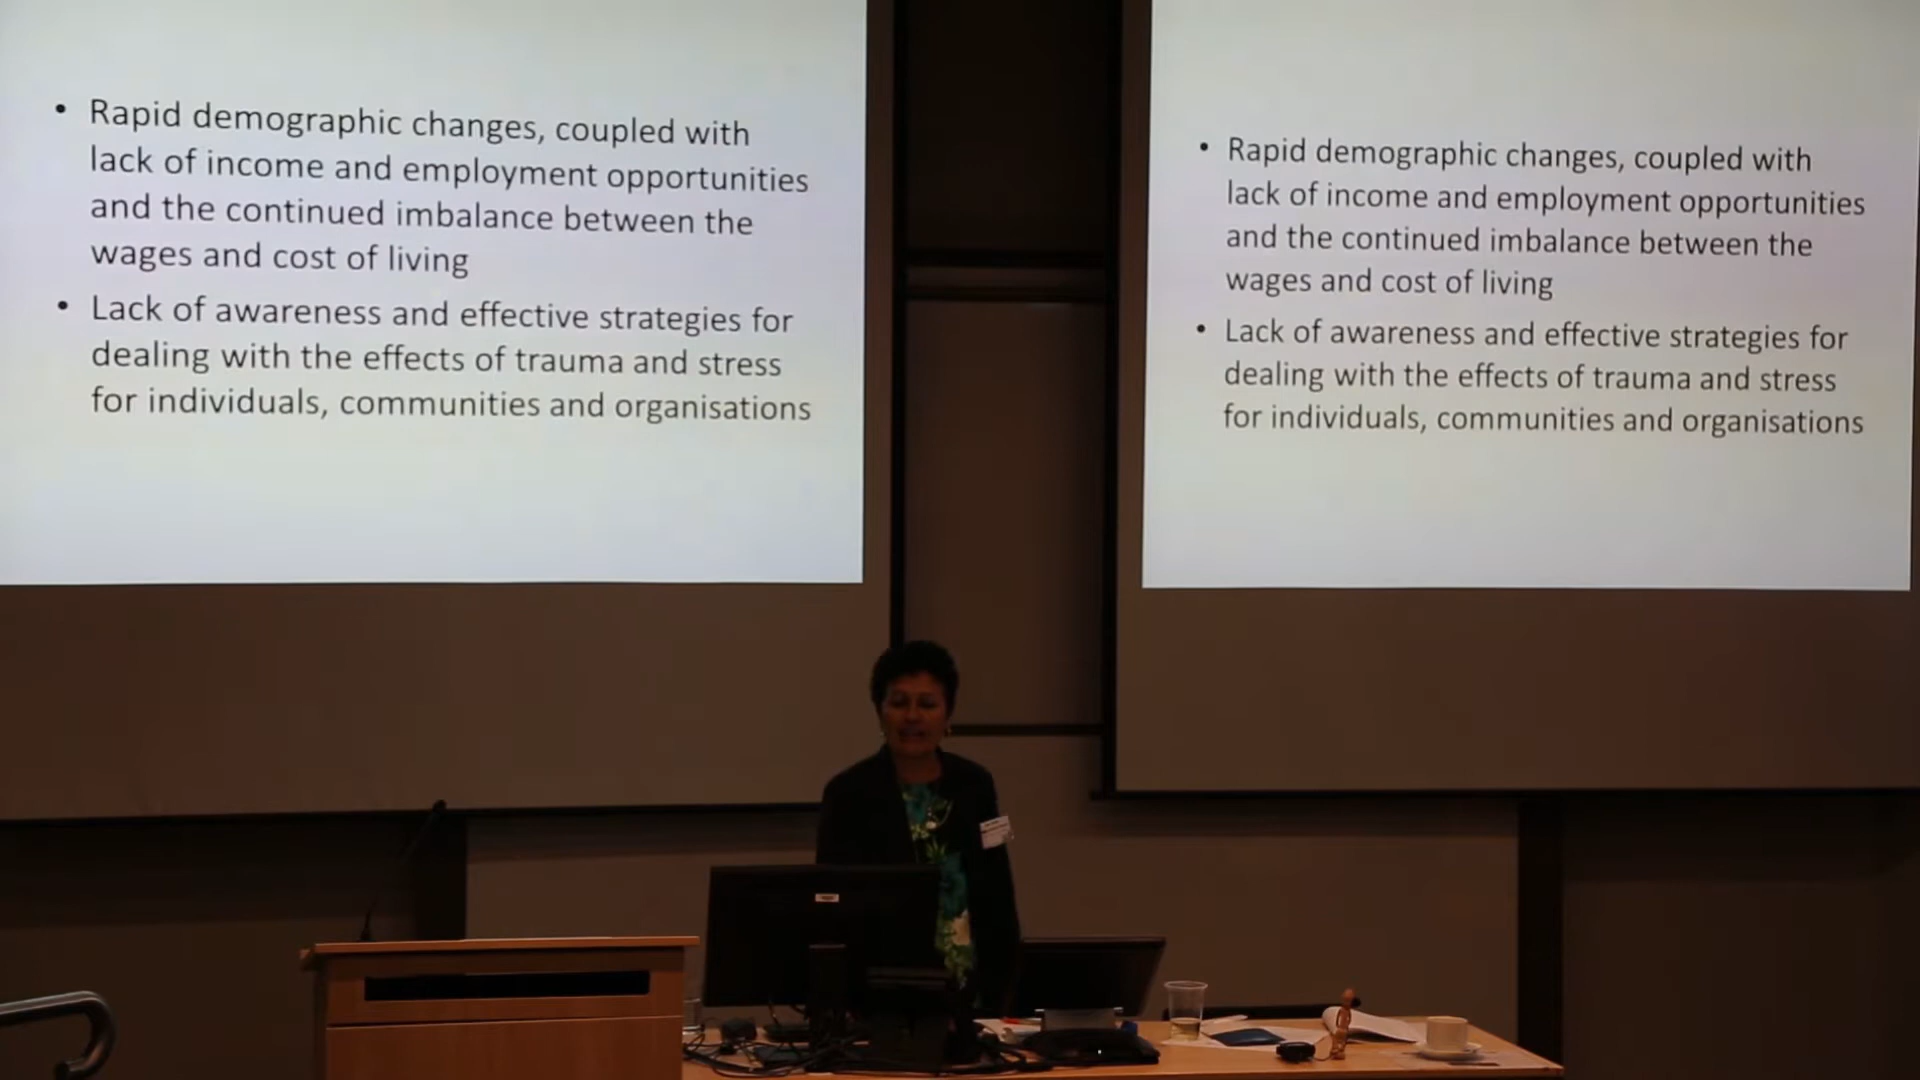 • Rapid demographic changes, coupled with
lack of income and employment opportunities
and the continued imbalance between the
wages and cost of living
• Lack of awareness and effective strategies for
dealing with the effects of trauma and stress
for individuals, communities and organisations
• Rapid demographic changes, coupled with
lack of income and employment opportunities
and the continued imbalance between the
wages and cost of living
• Lack of awareness and effective strategies for
dealing with the effects of trauma and stress
for individuals, communities and organisations